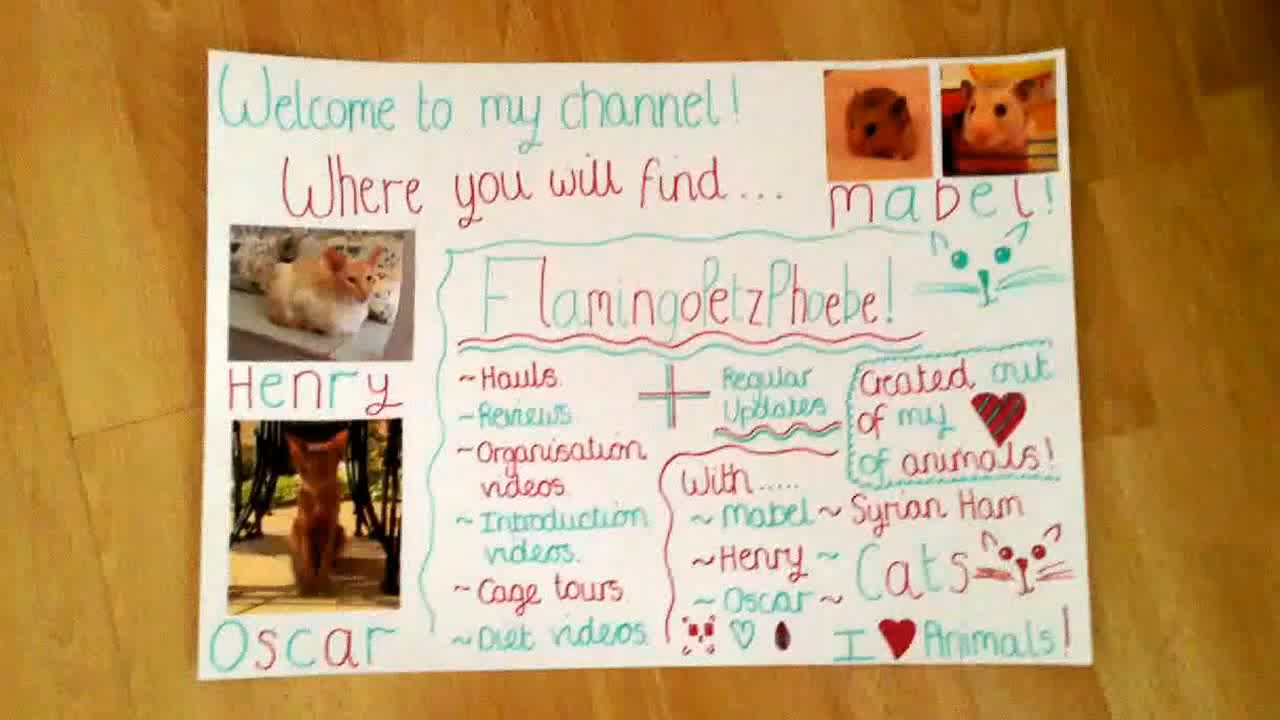 Welcome to my channel!
Where you will find...
mabel!
Henry
Oscar
FlamingoPetzPhoebe!
~Hauls
~Reviews
~Organisation
videos
~Introduction
videos.
~Cage tours
~Diet videos
+ Regular
Updates
Created out
of my ♥
of animals!
With.....
~mabel~ Syrian Ham
~Henry ~ Cats
~Oscar ~
I ♥ Animals!